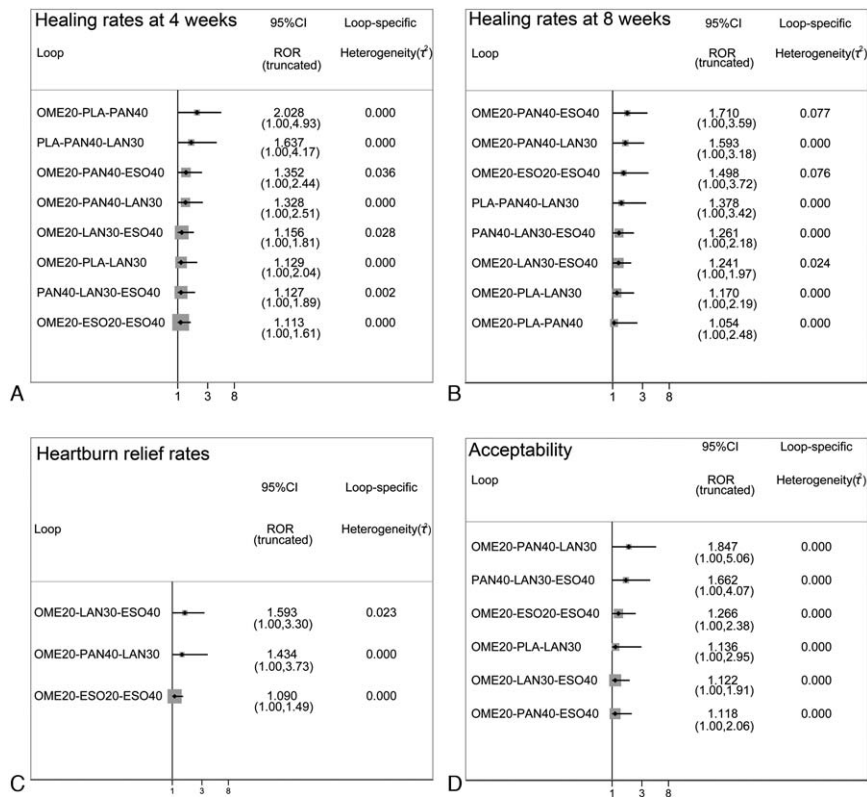 Healing rates at 4 weeks 95%CI Loop-specific
Loop ROR (truncated) Heterogeneity(τ²)
OME20-PLA-PAN40 2.028 (1.00,4.93) 0.000
PLA-PAN40-LAN30 1.637 (1.00,4.17) 0.000
OME20-PAN40-ESO40 1.352 (1.00,2.44) 0.036
OME20-PAN40-LAN30 1.328 (1.00,2.51) 0.000
OME20-LAN30-ESO40 1.156 (1.00,1.81) 0.028
OME20-PLA-LAN30 1.129 (1.00,2.04) 0.000
PAN40-LAN30-ESO40 1.127 (1.00,1.89) 0.002
OME20-ESO20-ESO40 1.113 (1.00,1.61) 0.000
A
1 3 8
Healing rates at 8 weeks 95%CI Loop-specific
Loop ROR (truncated) Heterogeneity(τ²)
OME20-PAN40-ESO40 1.710 (1.00,3.59) 0.077
OME20-PAN40-LAN30 1.593 (1.00,3.18) 0.000
OME20-ESO20-ESO40 1.498 (1.00,3.72) 0.076
PLA-PAN40-LAN30 1.378 (1.00,3.42) 0.000
PAN40-LAN30-ESO40 1.261 (1.00,2.18) 0.000
OME20-LAN30-ESO40 1.241 (1.00,1.97) 0.024
OME20-PLA-LAN30 1.170 (1.00,2.19) 0.000
OME20-PLA-PAN40 1.054 (1.00,2.48) 0.000
B
1 3 8
Heartburn relief rates 95%CI Loop-specific
Loop ROR (truncated) Heterogeneity(τ²)
OME20-LAN30-ESO40 1.593 (1.00,3.30) 0.023
OME20-PAN40-LAN30 1.434 (1.00,3.73) 0.000
OME20-ESO20-ESO40 1.090 (1.00,1.49) 0.000
C
1 3 8
Acceptability 95%CI Loop-specific
Loop ROR (truncated) Heterogeneity(τ²)
OME20-PAN40-LAN30 1.847 (1.00,5.06) 0.000
PAN40-LAN30-ESO40 1.662 (1.00,4.07) 0.000
OME20-ESO20-ESO40 1.266 (1.00,2.38) 0.000
OME20-PLA-LAN30 1.136 (1.00,2.95) 0.000
OME20-LAN30-ESO40 1.122 (1.00,1.91) 0.000
OME20-PAN40-ESO40 1.118 (1.00,2.06) 0.000
D
1 3 8